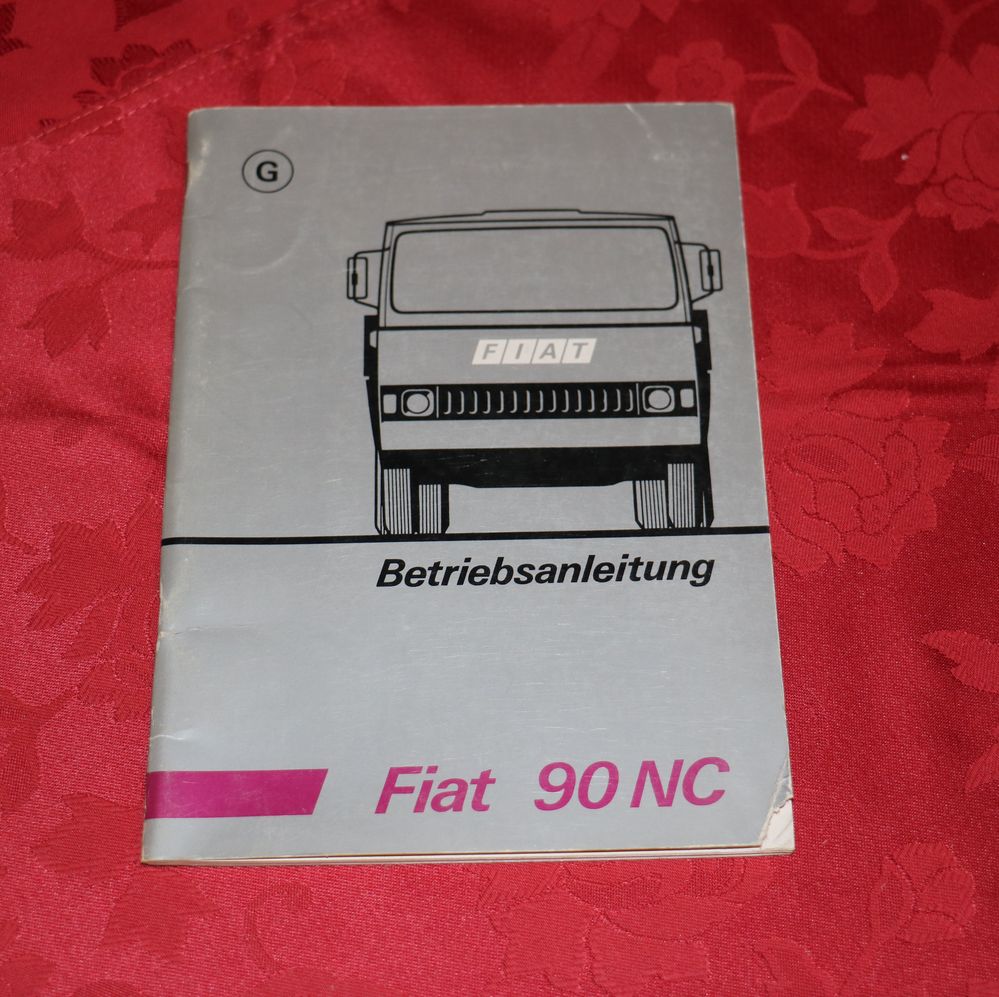 G
FIAT
Betriebsanleitung
Fiat 90 NC